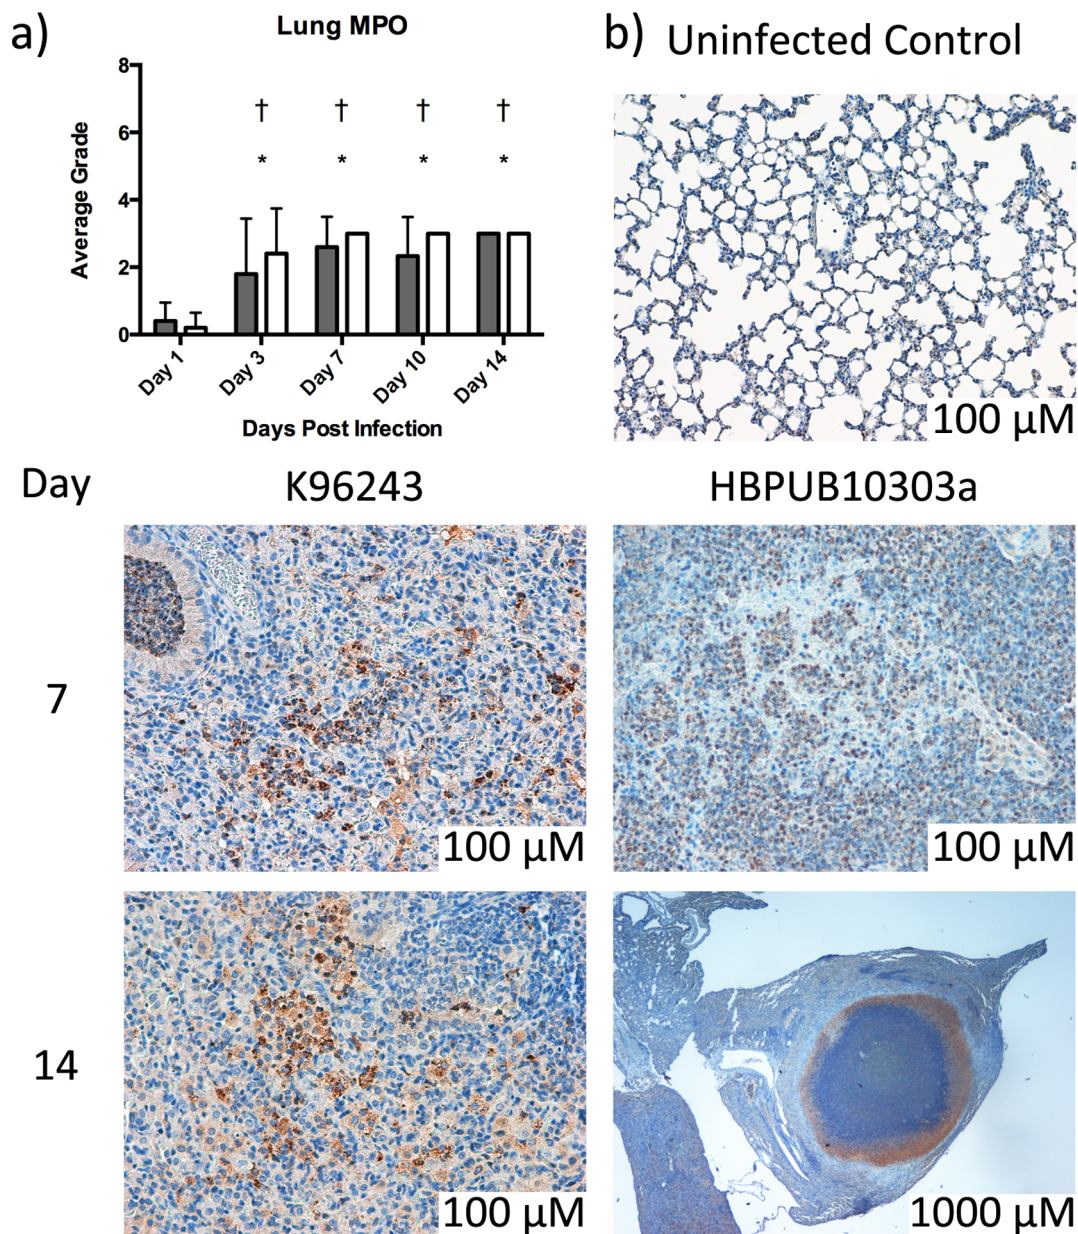 a)
Lung MPO
Average Grade
8
6
4
2
0
† † † †
* * * *
Day 1
Day 3
Day 7
Day 10
Day 14
Days Post Infection
b) Uninfected Control
100 µM
Day
K96243
HBPUB10303a
7
100 µM
100 µM
14
100 µM
1000 µM